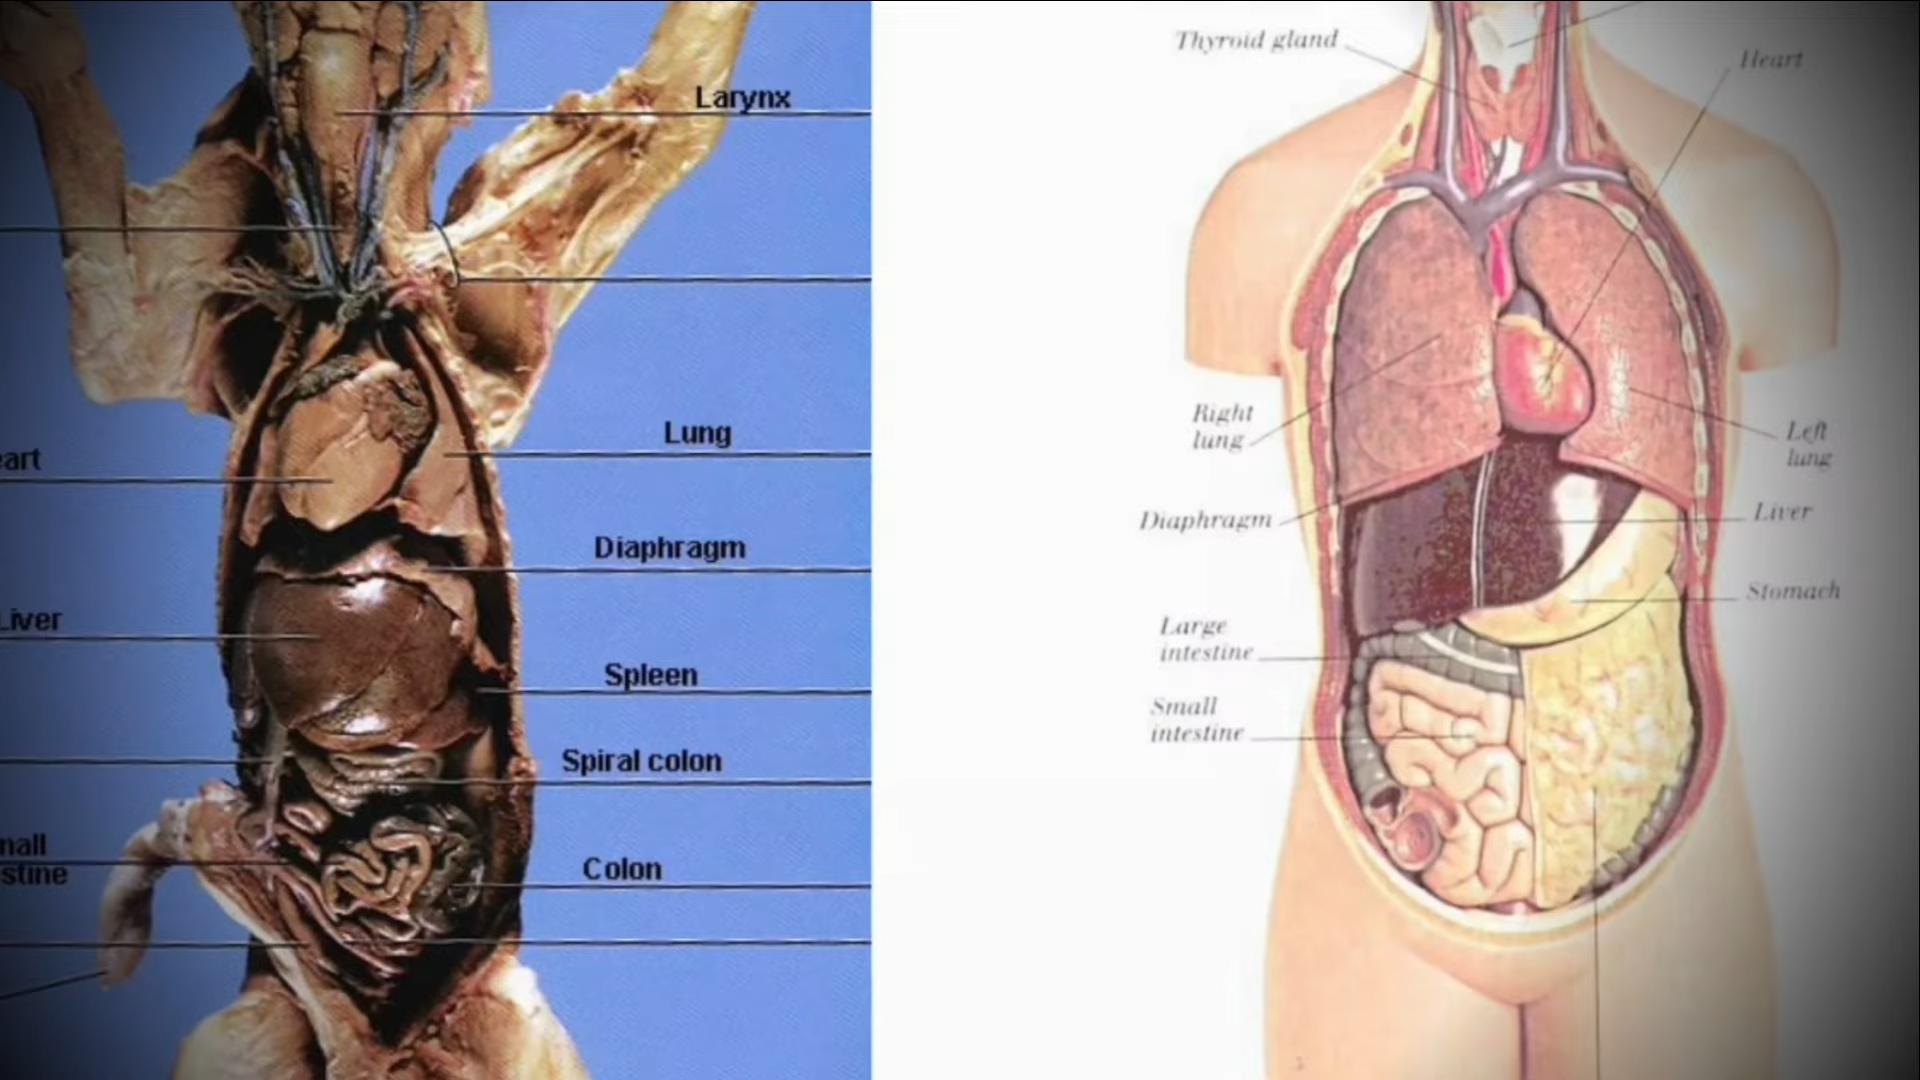 Larynx
eart
Lung
Diaphragm
Liver
Spleen
Spiral colon
mall
stine
Colon
Thyroid gland
Heart
Right
lung
Left
lung
Diaphragm
Liver
Stomach
Large
intestine
Small
intestine